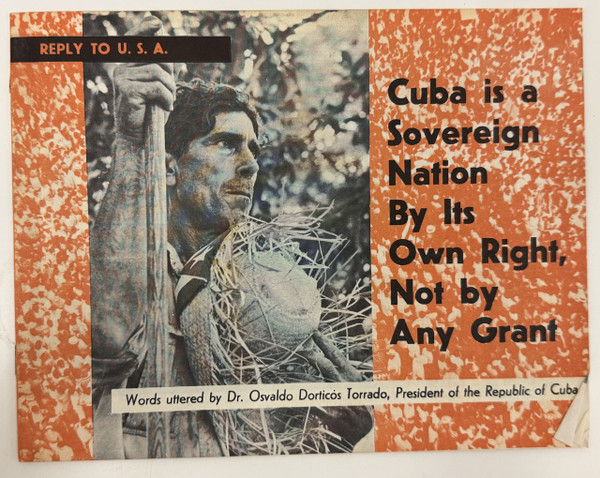 REPLY TO U. S. A.
Cuba is a
Sovereign
Nation
By Its
Own Right,
Not by
Any Grant
Words uttered by Dr. Osvaldo Dorticós Torrado, President of the Republic of Cuba